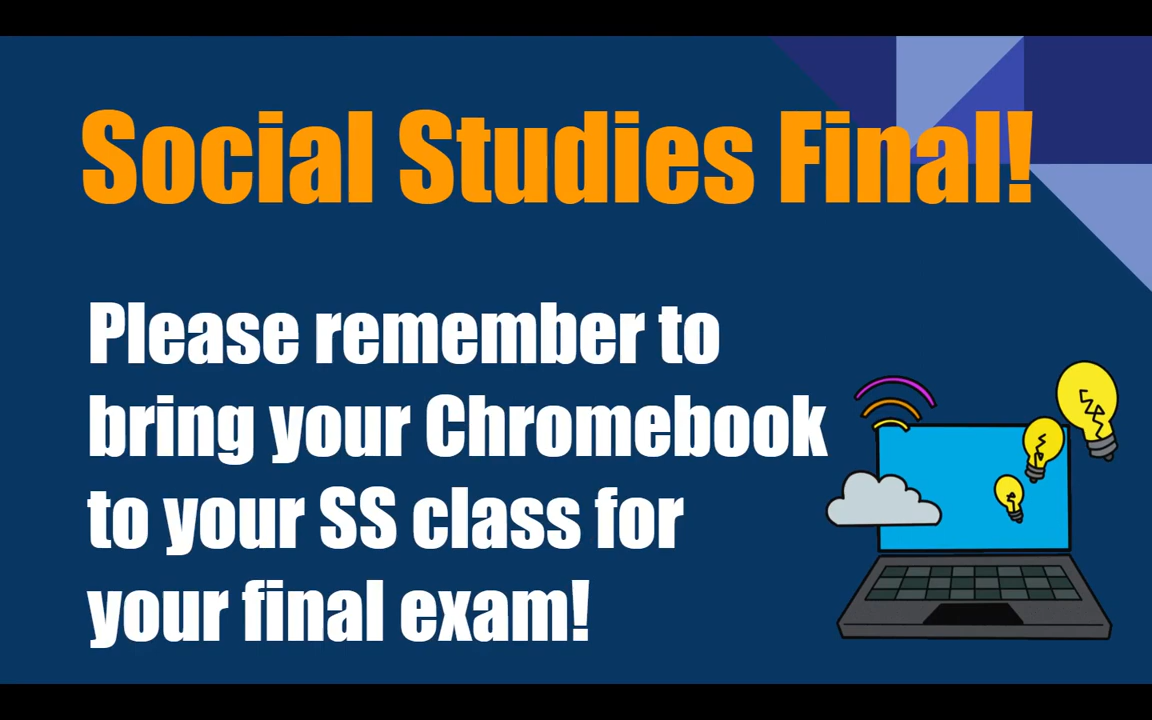 Social Studies Final!
Please remember to
bring your Chromebook
to your SS class for
your final exam!